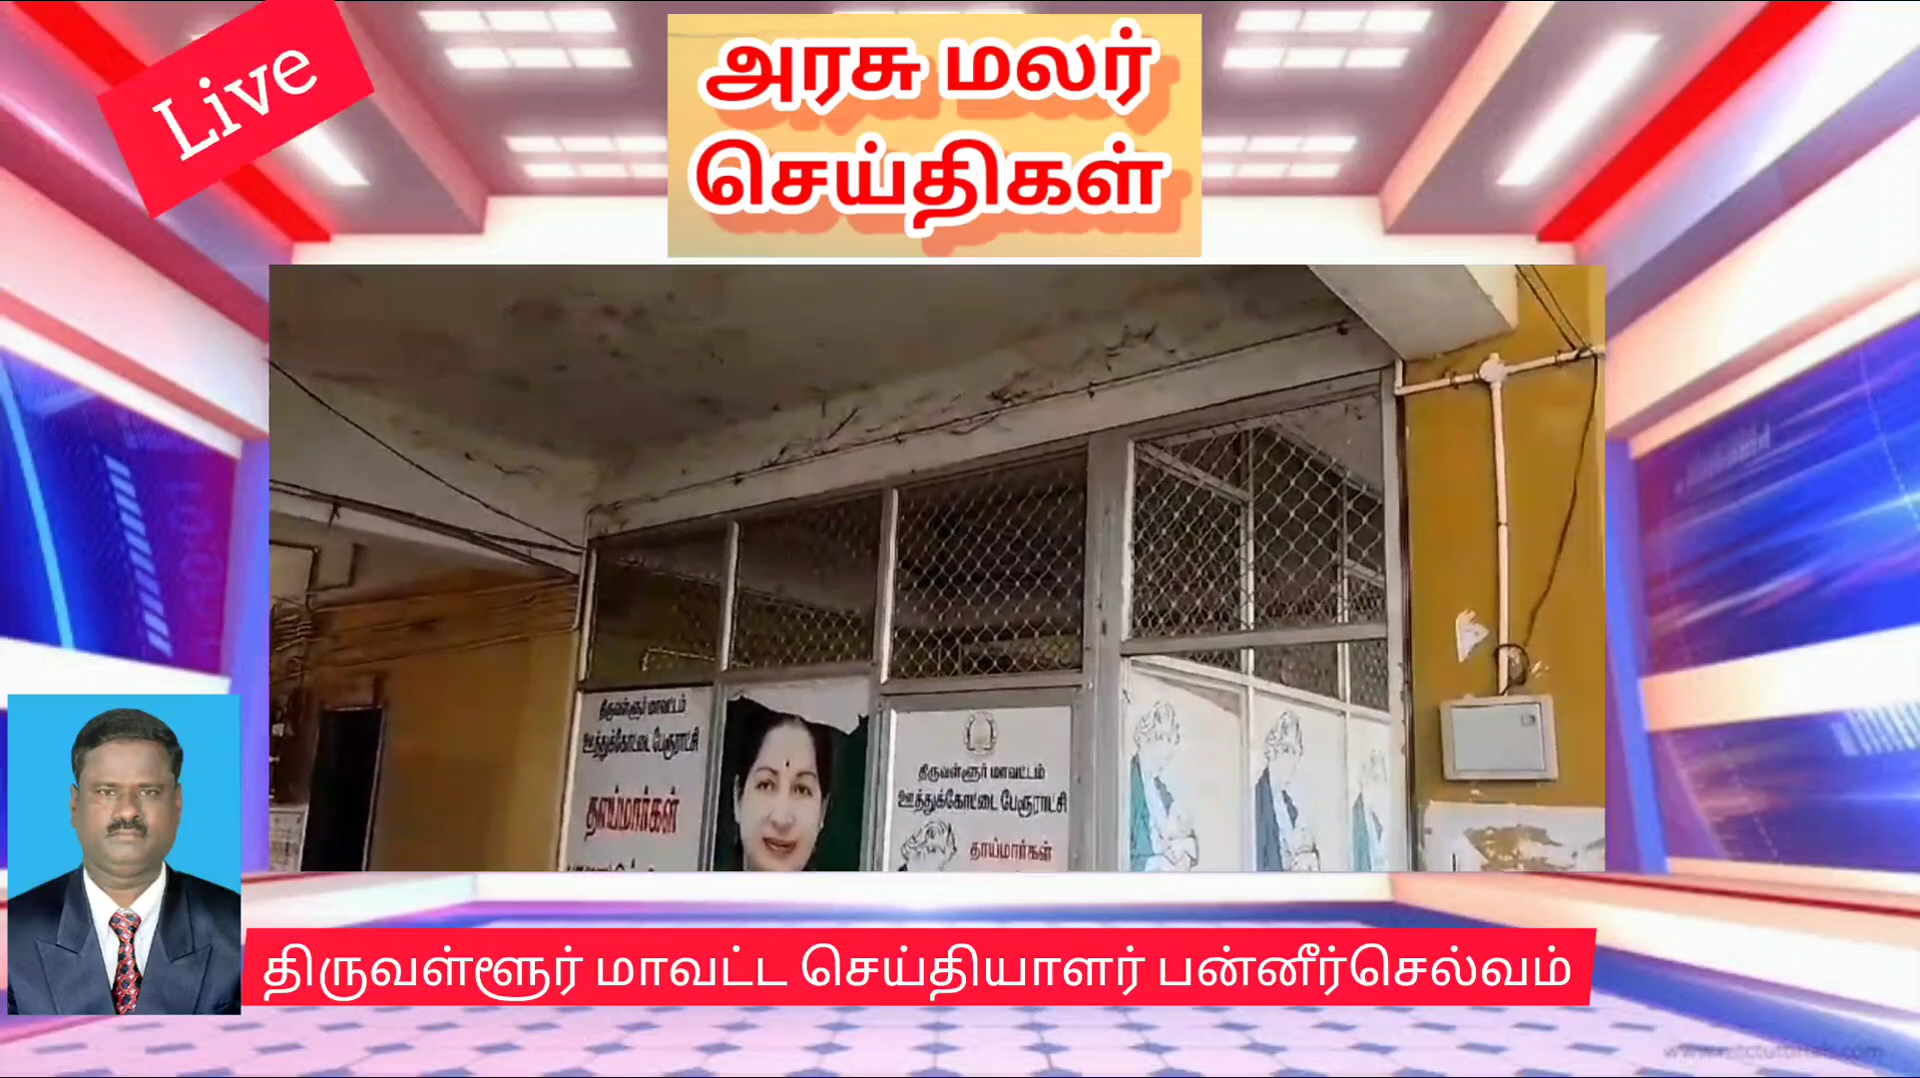 Live
அரசு மலர்
செய்திகள்
திருவள்ளூர் மாவட்டம்
ஊத்துக்கோட்டை பேரூராட்சி
தாய்மார்கள்
திருவள்ளூர் மாவட்டம்
ஊத்துக்கோட்டை பேரூராட்சி
தாய்மார்கள்
திருவள்ளூர் மாவட்ட செய்தியாளர் பன்னீர்செல்வம்